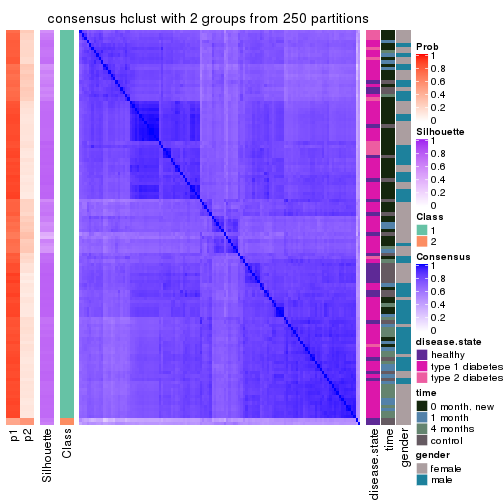 consensus hclust with 2 groups from 250 partitions
Prob
1
0.8
0.6
0.4
0.2
0
Silhouette
1
0.8
0.6
0.4
0.2
0
Class
1
2
Consensus
1
0.8
0.6
0.4
0.2
0
disease.state
healthy
type 1 diabetes
type 2 diabetes
time
0 month, new
1 month
4 months
control
gender
female
male
p1
p2
Silhouette
Class
disease.state
time
gender